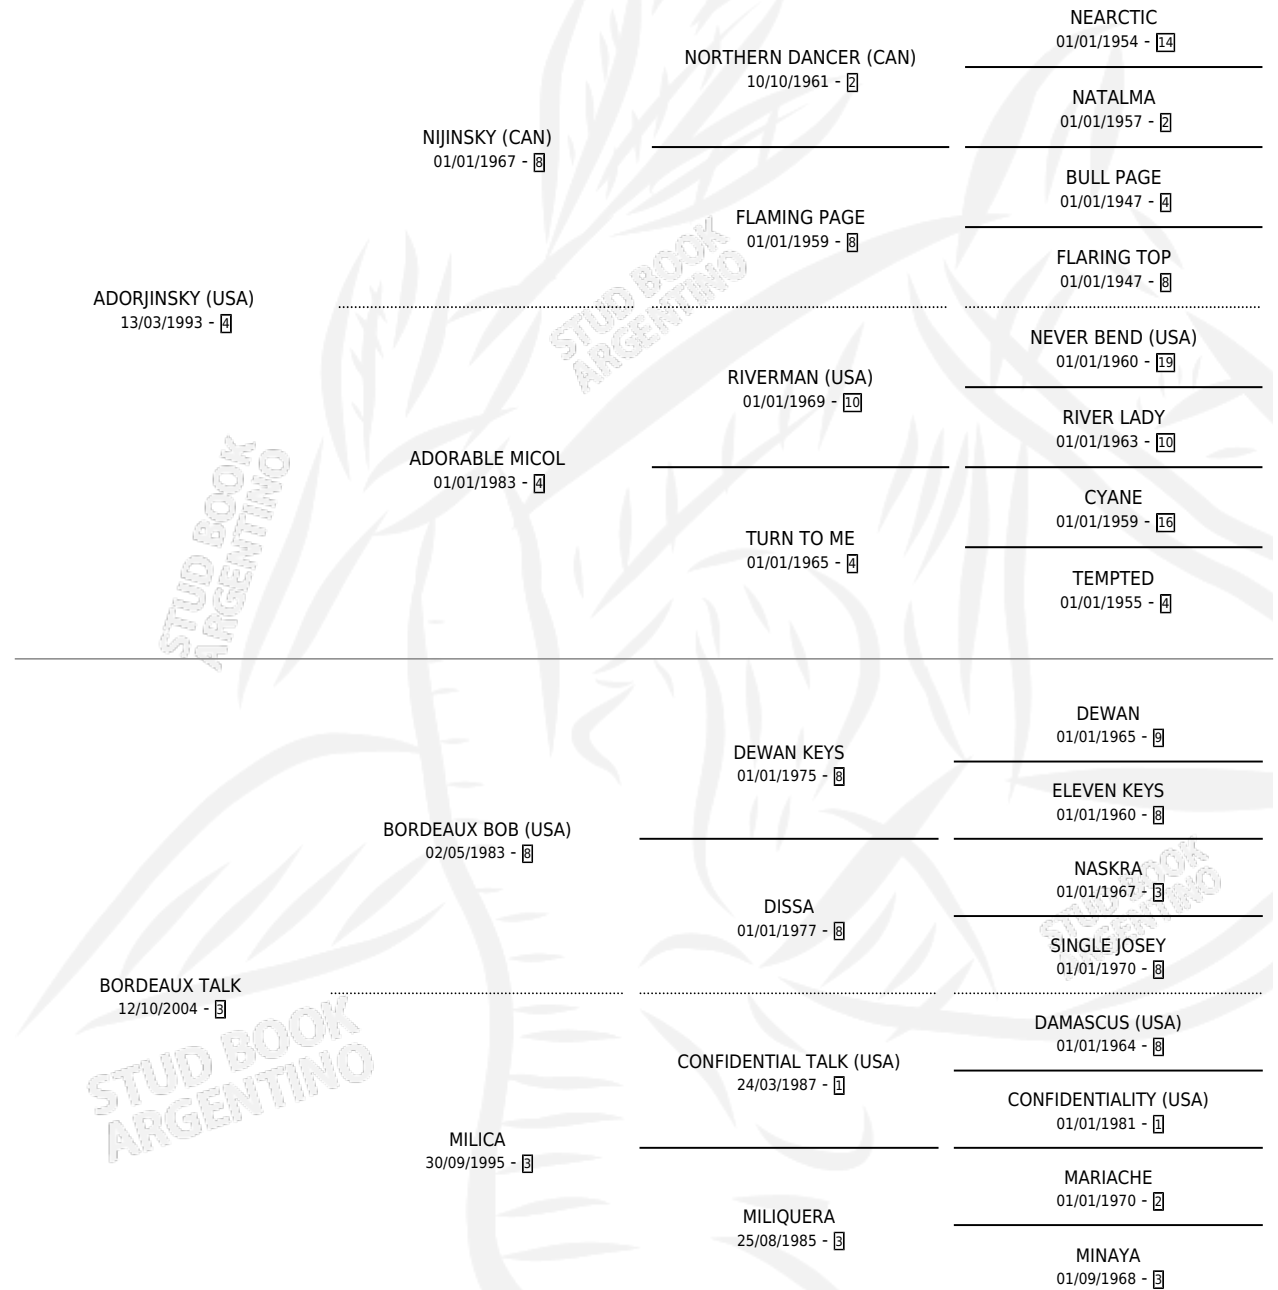 NEARCTIC
01/01/1954 - 14
NORTHERN DANCER (CAN)
10/10/1961 - 2
NATALMA
01/01/1957 - 2
NIJINSKY (CAN)
01/01/1967 - 8
BULL PAGE
01/01/1947 - 4
FLAMING PAGE
01/01/1959 - 8
FLARING TOP
01/01/1947 - 8
ADORJINSKY (USA)
13/03/1993 - 4
NEVER BEND (USA)
01/01/1960 - 19
RIVERMAN (USA)
01/01/1969 - 10
RIVER LADY
01/01/1963 - 10
ADORABLE MICOL
01/01/1983 - 4
CYANE
01/01/1959 - 16
TURN TO ME
01/01/1965 - 4
TEMPTED
01/01/1955 - 4
STUD BOOK
ARGENTINO
STUD BOOK
ARGENTINO
DEWAN
01/01/1965 - 9
DEWAN KEYS
01/01/1975 - 8
ELEVEN KEYS
01/01/1960 - 8
BORDEAUX BOB (USA)
02/05/1983 - 8
NASKRA
01/01/1967 - 3
DISSA
01/01/1977 - 8
SINGLE JOSEY
01/01/1970 - 8
BORDEAUX TALK
12/10/2004 - 3
DAMASCUS (USA)
01/01/1964 - 8
CONFIDENTIAL TALK (USA)
24/03/1987 - 1
CONFIDENTIALITY (USA)
01/01/1981 - 1
MILICA
30/09/1995 - 3
MARIACHE
01/01/1970 - 2
MILIQUERA
25/08/1985 - 3
MINAYA
01/09/1968 - 3
STUD BOOK
ARGENTINO
STUD BOOK
ARGENTINO